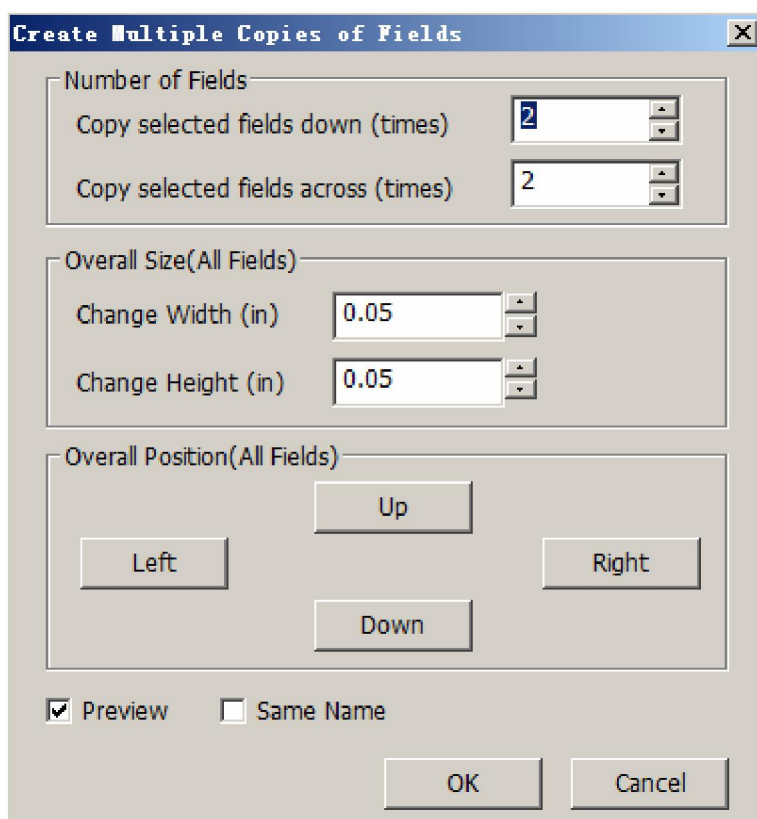 Create Multiple Copies of Fields
Number of Fields
Copy selected fields down (times) 2
Copy selected fields across (times) 2
Overall Size(All Fields)
Change Width (in) 0.05
Change Height (in) 0.05
Overall Position(All Fields)
Up
Left Right
Down
Preview Same Name
OK Cancel